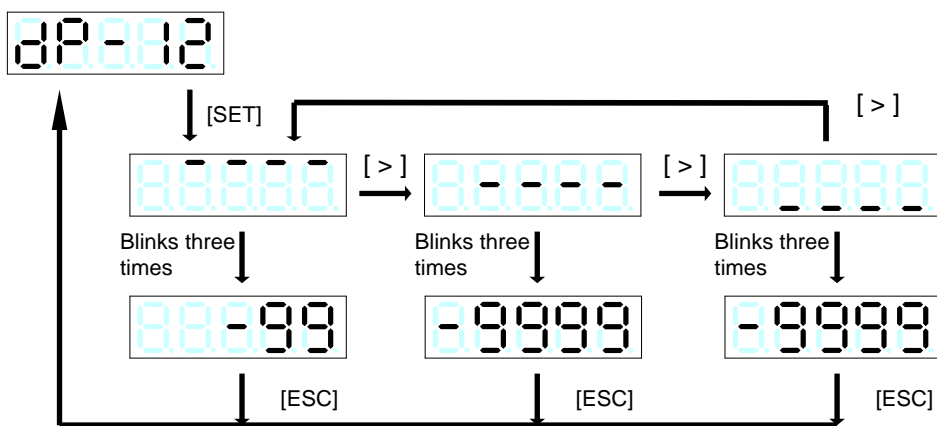 dP-12
[SET]
[ > ]
- - - -
[ > ]
- - - -
[ > ]
_ _ _ _
Blinks three
times
Blinks three
times
Blinks three
times
-99
-9999
-9999
[ESC]
[ESC]
[ESC]